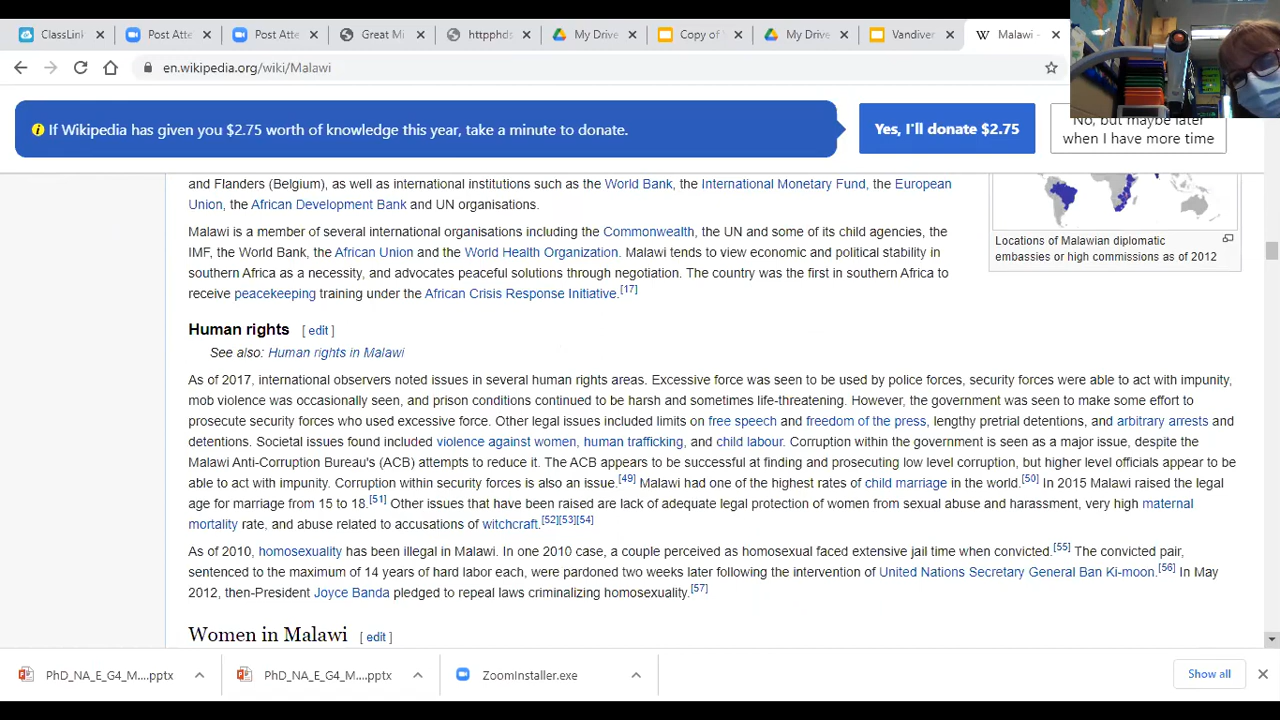 ClassLink
Post Atte
Post Atte
Great Mi
httpphd
My Drive
Copy of
My Drive
Vandiver
Malawi -
en.wikipedia.org/wiki/Malawi
If Wikipedia has given you $2.75 worth of knowledge this year, take a minute to donate.
Yes, I'll donate $2.75
No, but maybe later
when I have more time
and Flanders (Belgium), as well as international institutions such as the World Bank, the International Monetary Fund, the European
Union, the African Development Bank and UN organisations.
Malawi is a member of several international organisations including the Commonwealth, the UN and some of its child agencies, the
IMF, the World Bank, the African Union and the World Health Organization. Malawi tends to view economic and political stability in
southern Africa as a necessity, and advocates peaceful solutions through negotiation. The country was the first in southern Africa to
receive peacekeeping training under the African Crisis Response Initiative.[17]
Locations of Malawian diplomatic
embassies or high commissions as of 2012
Human rights [ edit ]
See also: Human rights in Malawi
As of 2017, international observers noted issues in several human rights areas. Excessive force was seen to be used by police forces, security forces were able to act with impunity,
mob violence was occasionally seen, and prison conditions continued to be harsh and sometimes life-threatening. However, the government was seen to make some effort to
prosecute security forces who used excessive force. Other legal issues included limits on free speech and freedom of the press, lengthy pretrial detentions, and arbitrary arrests and
detentions. Societal issues found included violence against women, human trafficking, and child labour. Corruption within the government is seen as a major issue, despite the
Malawi Anti-Corruption Bureau's (ACB) attempts to reduce it. The ACB appears to be successful at finding and prosecuting low level corruption, but higher level officials appear to be
able to act with impunity. Corruption within security forces is also an issue.[49] Malawi had one of the highest rates of child marriage in the world.[50] In 2015 Malawi raised the legal
age for marriage from 15 to 18.[51] Other issues that have been raised are lack of adequate legal protection of women from sexual abuse and harassment, very high maternal
mortality rate, and abuse related to accusations of witchcraft.[52][53][54]
As of 2010, homosexuality has been illegal in Malawi. In one 2010 case, a couple perceived as homosexual faced extensive jail time when convicted.[55] The convicted pair,
sentenced to the maximum of 14 years of hard labor each, were pardoned two weeks later following the intervention of United Nations Secretary General Ban Ki-moon.[56] In May
2012, then-President Joyce Banda pledged to repeal laws criminalizing homosexuality.[57]
Women in Malawi [ edit ]
PhD_NA_E_G4_M....pptx
PhD_NA_E_G4_M....pptx
ZoomInstaller.exe
Show all